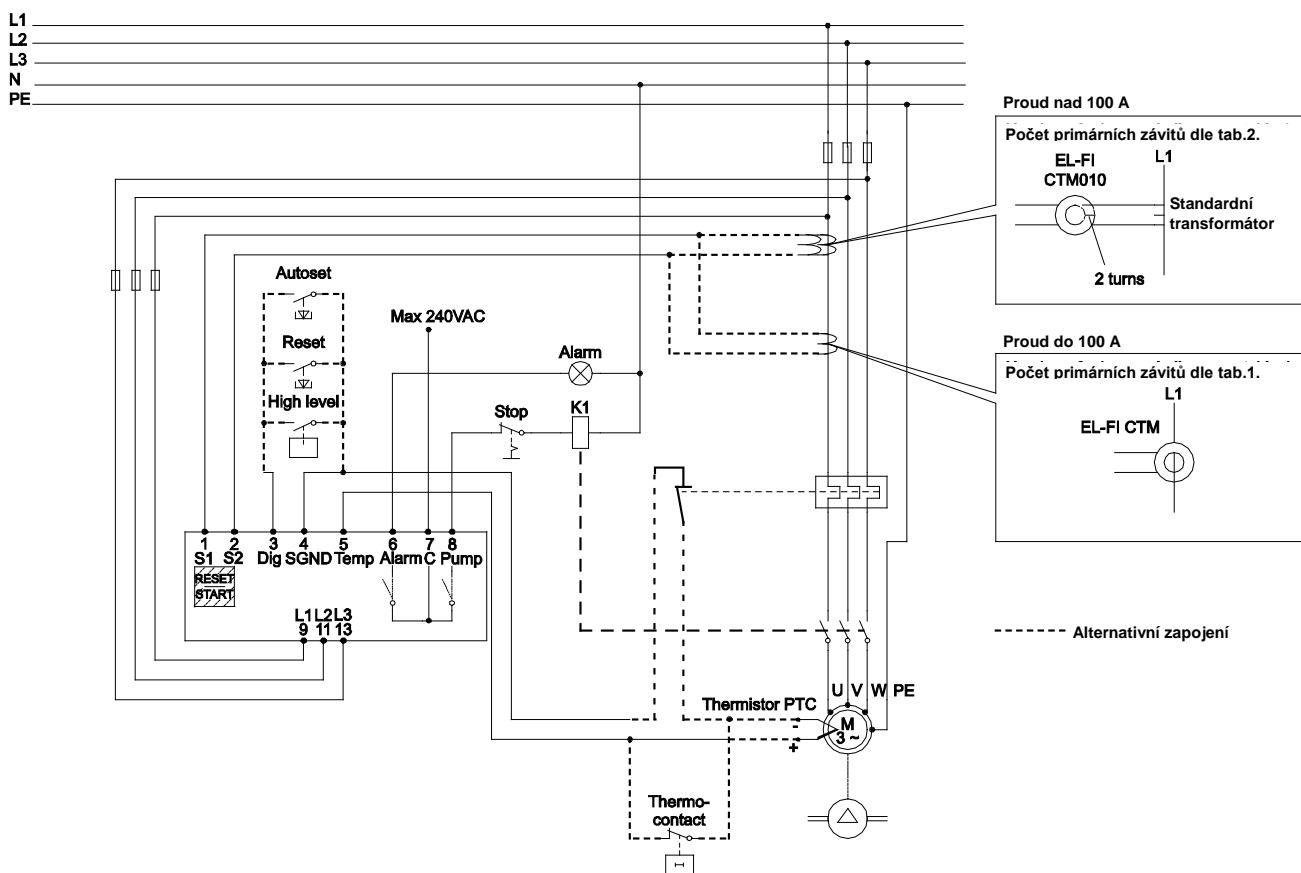 L1
L2
L3
N
PE
Proud nad 100 A
Počet primárních závitů dle tab.2.
EL-FI
CTM010
L1
Standardní
transformátor
2 turns
Autoset
Max 240VAC
Reset
Alarm
High level
Stop
K1
Proud do 100 A
Počet primárních závitů dle tab.1.
L1
EL-FI CTM
1 2 3 4 5 6 7 8
S1 S2 Dig SGND Temp Alarm C Pump
RESET
START
L1 L2 L3
9 11 13
Alternativní zapojení
U V W PE
Thermistor PTC
-
+
M
3 ~
Thermo-
contact